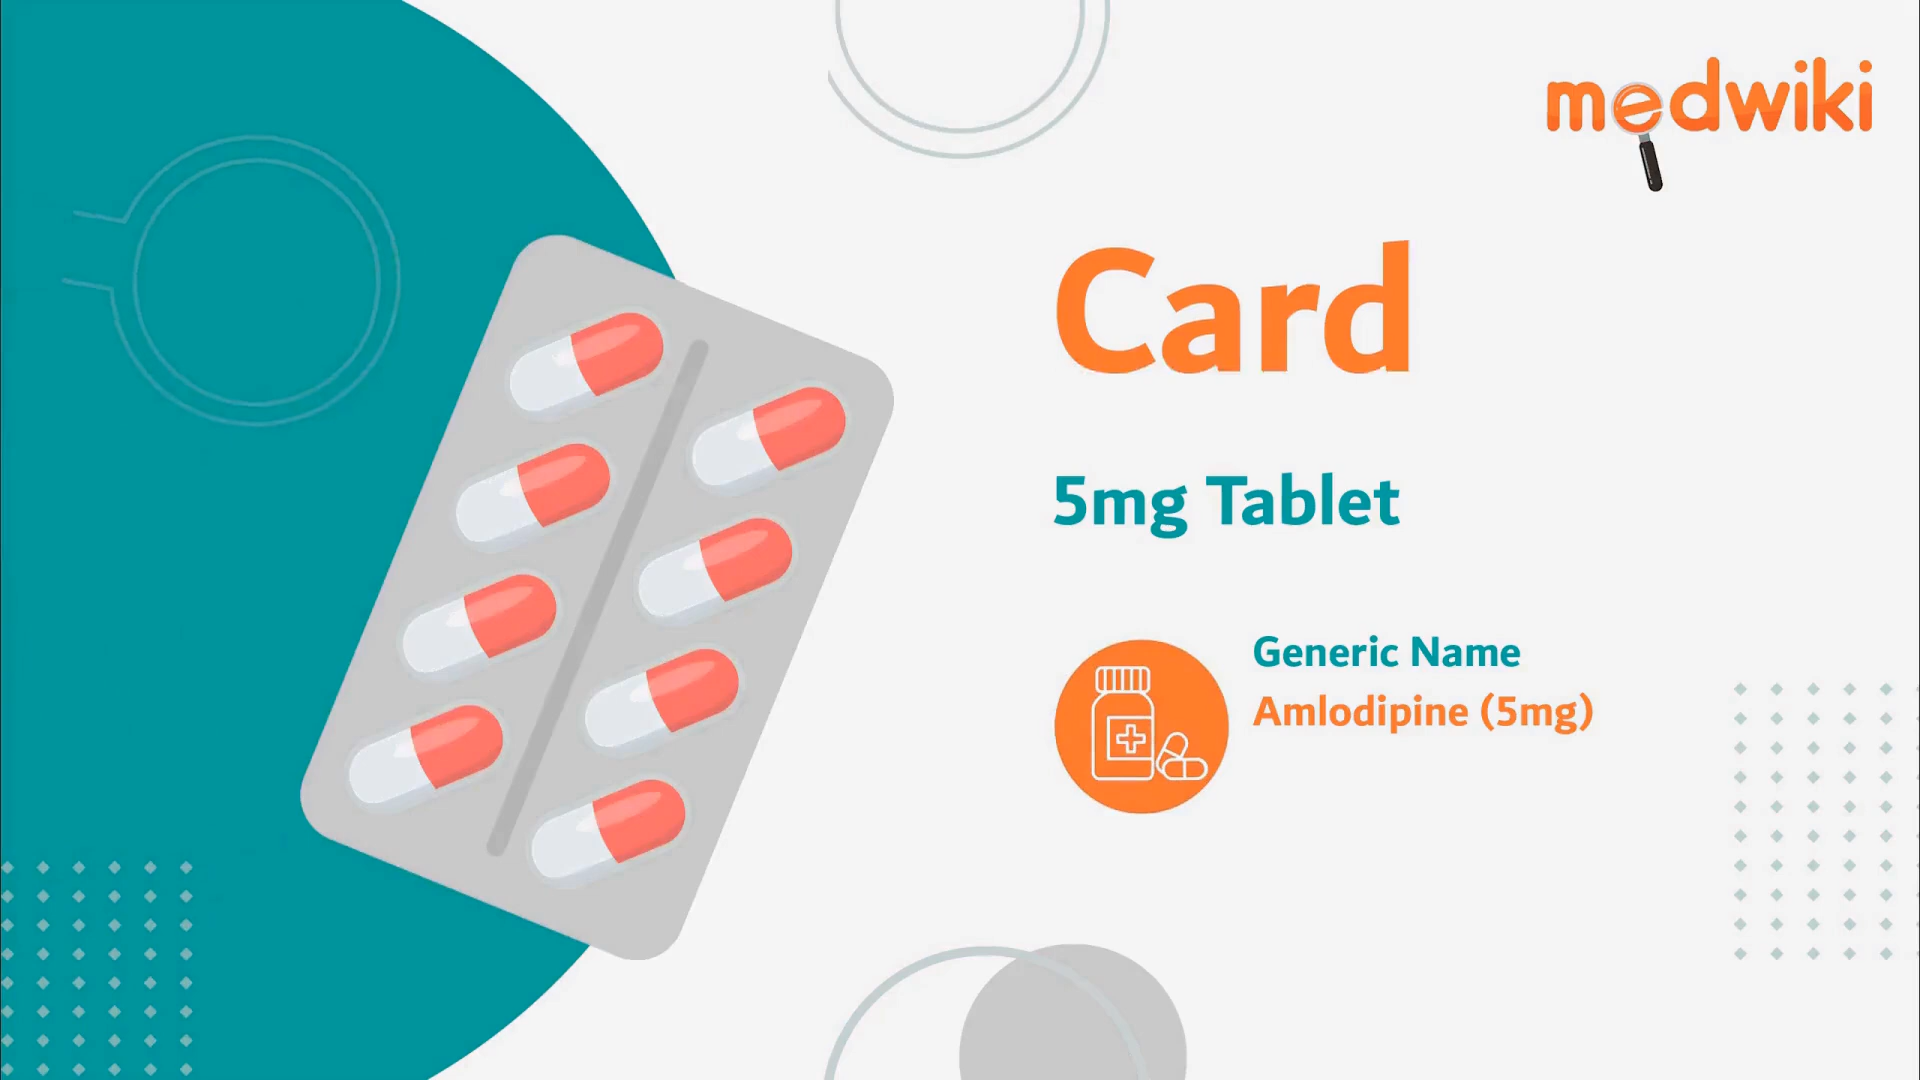 medwiki
Card
5mg Tablet
Generic Name
Amlodipine (5mg)